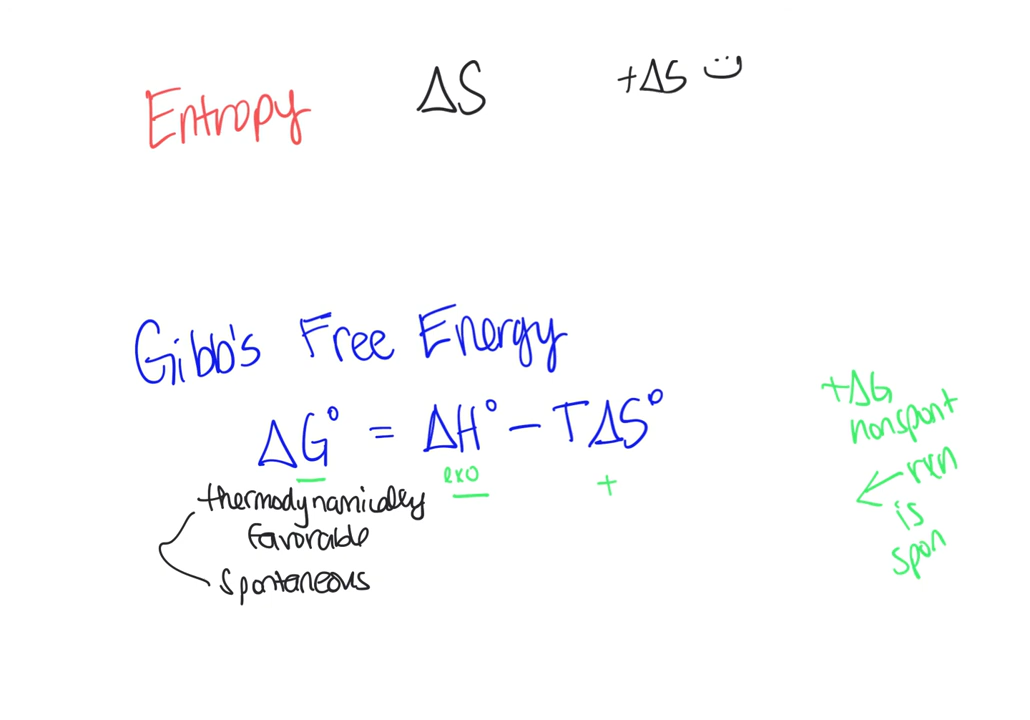 Entropy ΔS +ΔS
Gibb's Free Energy
ΔG° = ΔH° - TΔS°
exo +
thermodynamically
favorable
spontaneous
+ΔG
nonspont
← rxn
is
spon